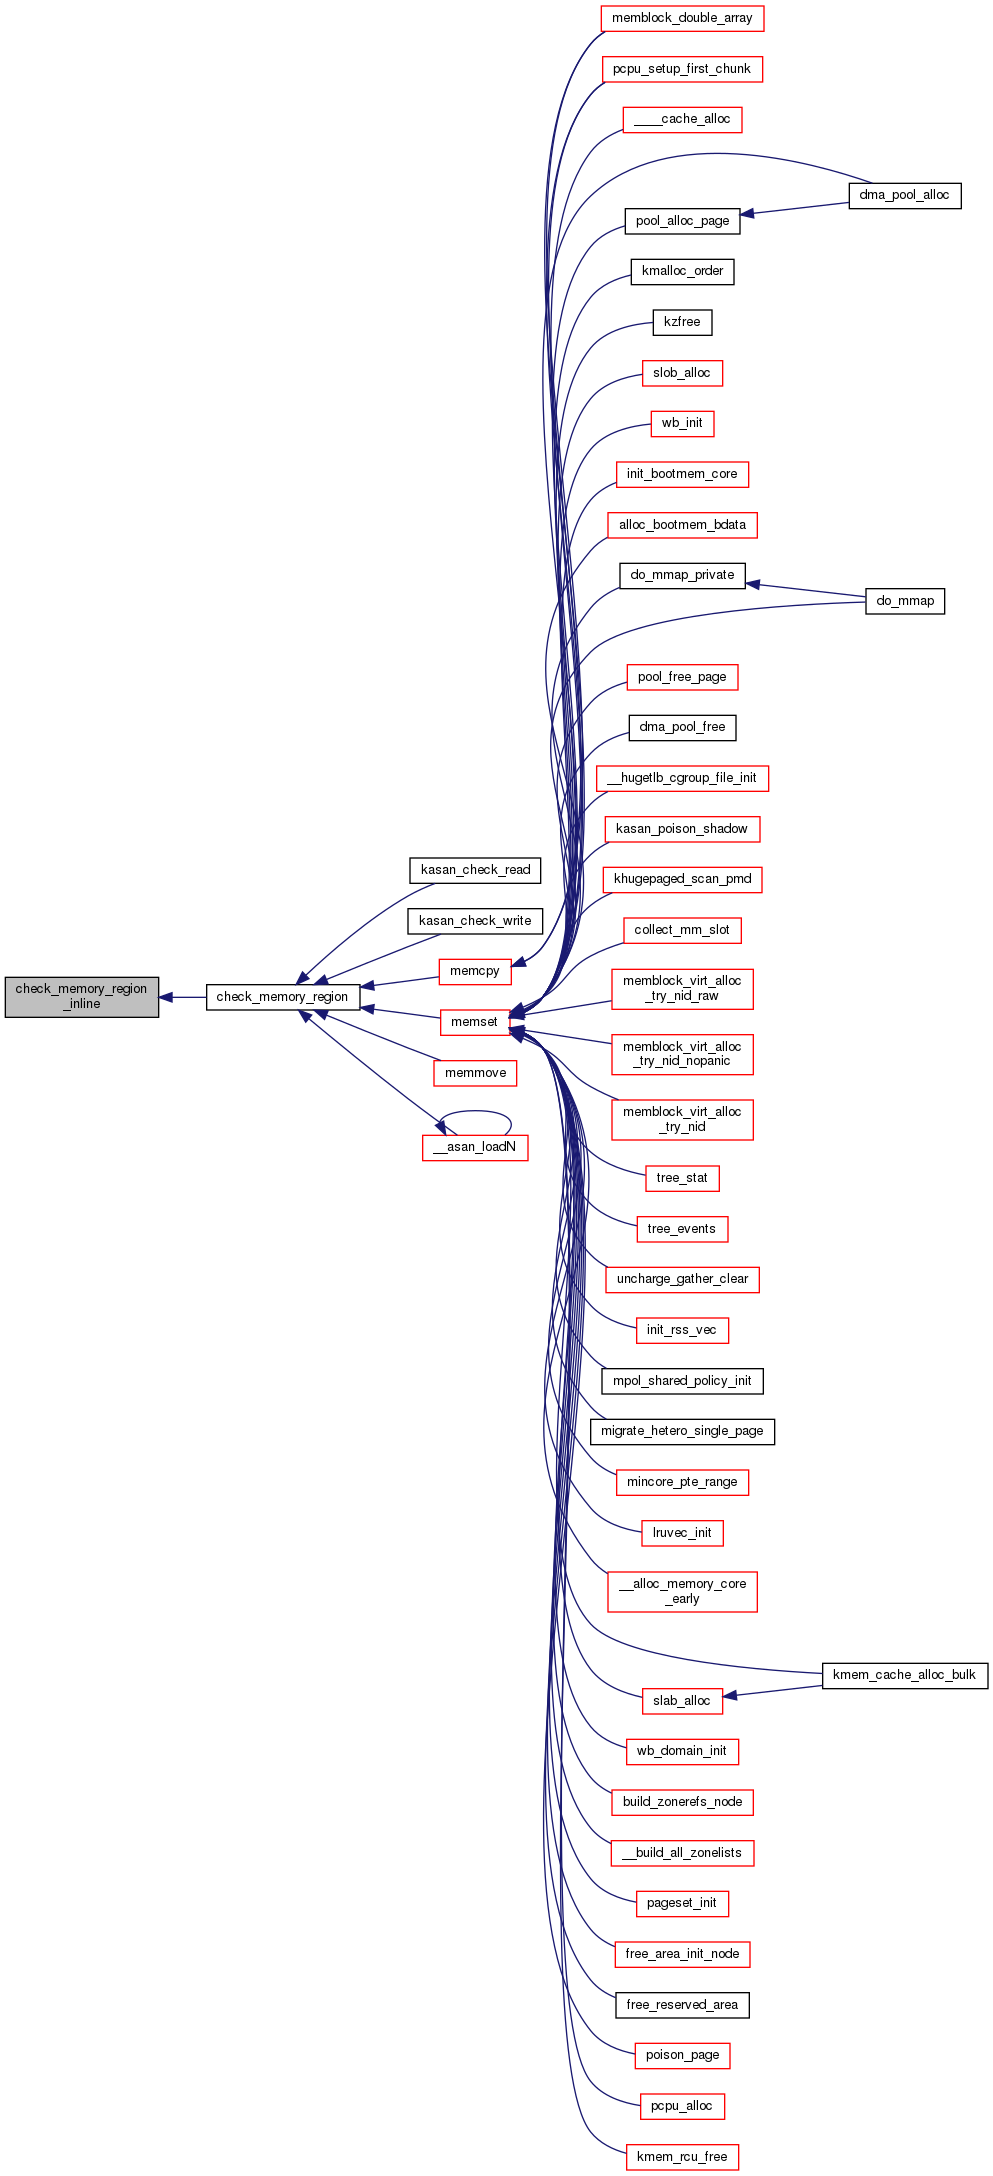 memblock_double_array
pcpu_setup_first_chunk
____cache_alloc
dma_pool_alloc
pool_alloc_page
kmalloc_order
kzfree
slob_alloc
wb_init
init_bootmem_core
alloc_bootmem_bdata
do_mmap_private
do_mmap
pool_free_page
dma_pool_free
__hugetlb_cgroup_file_init
kasan_poison_shadow
kasan_check_read
khugepaged_scan_pmd
kasan_check_write
collect_mm_slot
memcpy
check_memory_region
_inline
check_memory_region
memblock_virt_alloc
_try_nid_raw
memset
memblock_virt_alloc
_try_nid_nopanic
memmove
memblock_virt_alloc
_try_nid
__asan_loadN
tree_stat
tree_events
uncharge_gather_clear
init_rss_vec
mpol_shared_policy_init
migrate_hetero_single_page
mincore_pte_range
lruvec_init
__alloc_memory_core
_early
kmem_cache_alloc_bulk
slab_alloc
wb_domain_init
build_zonerefs_node
__build_all_zonelists
pageset_init
free_area_init_node
free_reserved_area
poison_page
pcpu_alloc
kmem_rcu_free